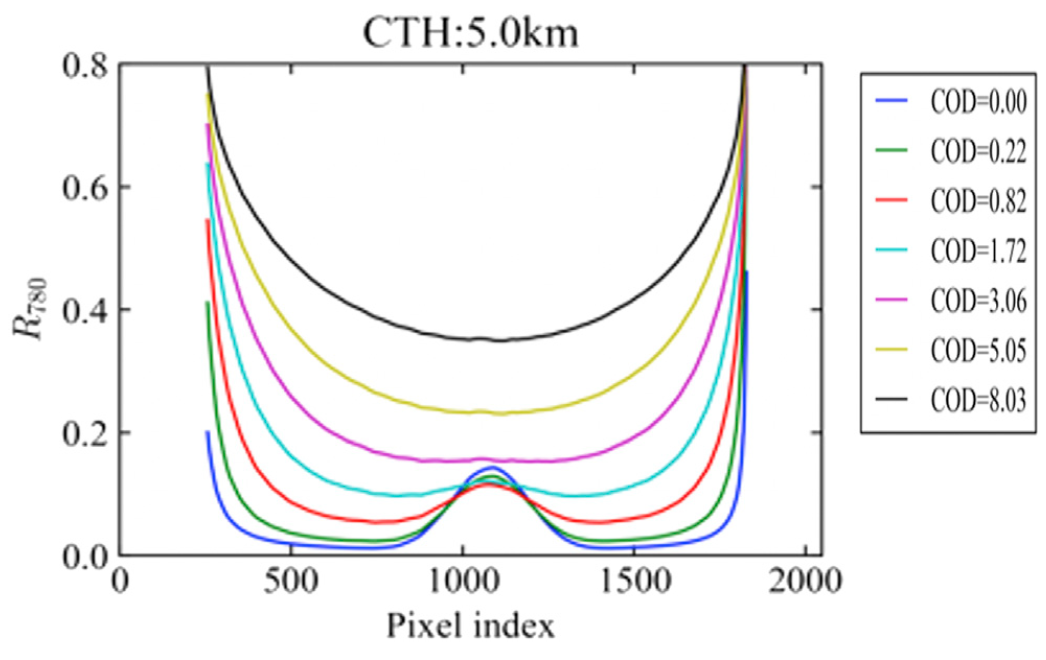 CTH:5.0km
0.8
0.6
0.4
0.2
0.0
R780
0 500 1000 1500 2000
Pixel index
COD=0.00
COD=0.22
COD=0.82
COD=1.72
COD=3.06
COD=5.05
COD=8.03